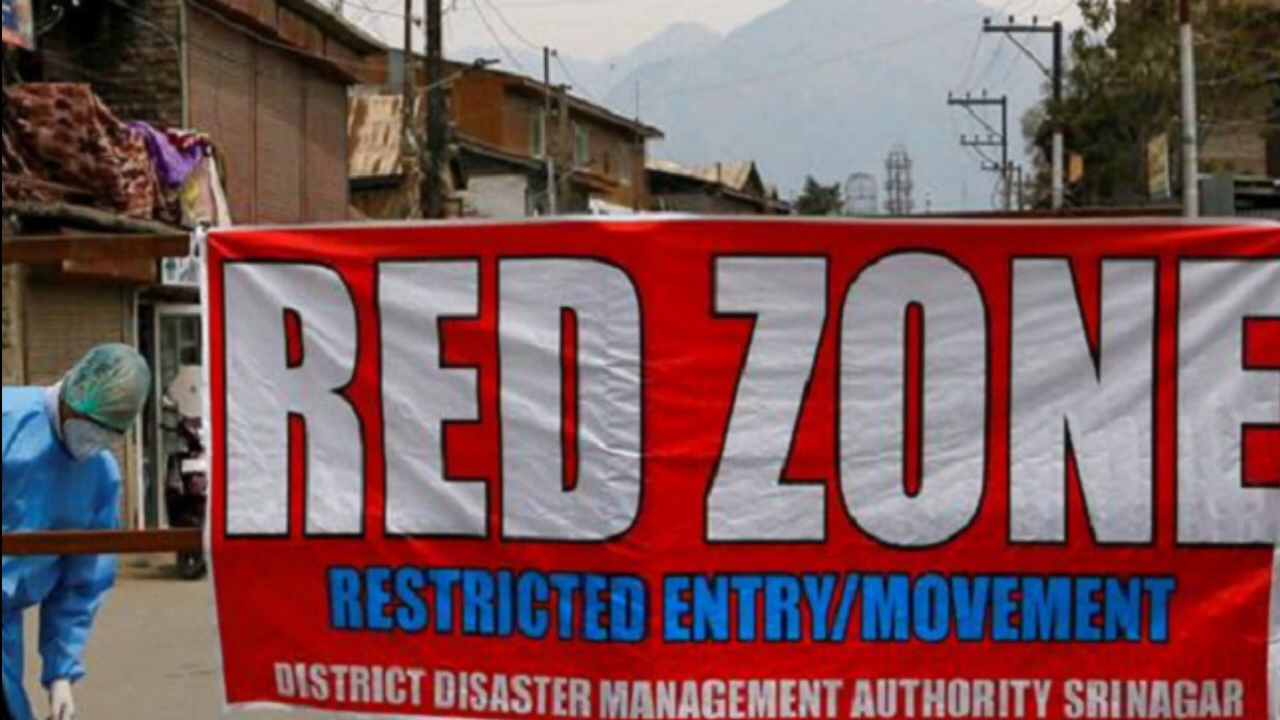 RED ZONE
RESTRICTED ENTRY/MOVEMENT
DISTRICT DISASTER MANAGEMENT AUTHORITY SRINAGAR